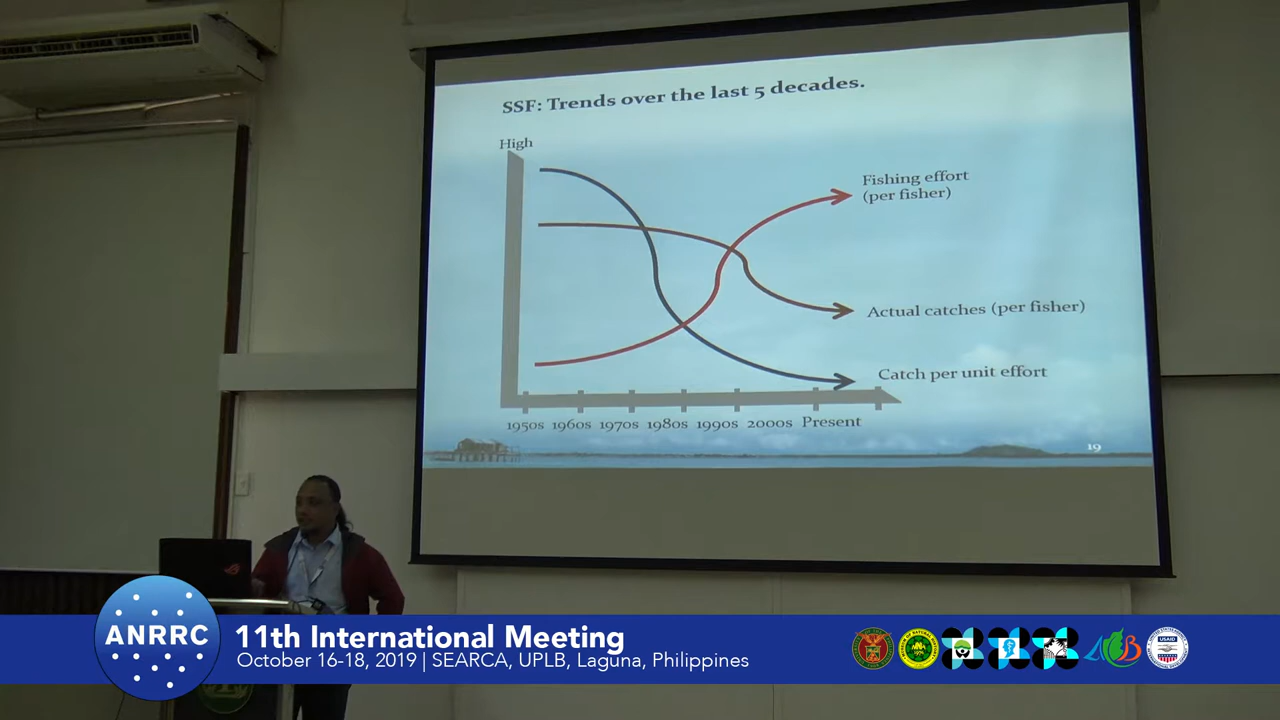 SSF: Trends over the last 5 decades.
High
Fishing effort
(per fisher)
Actual catches (per fisher)
Catch per unit effort
1950s 1960s 1970s 1980s 1990s 2000s Present
19
ANRRC
11th International Meeting
October 16-18, 2019 | SEARCA, UPLB, Laguna, Philippines
ACB
USAID